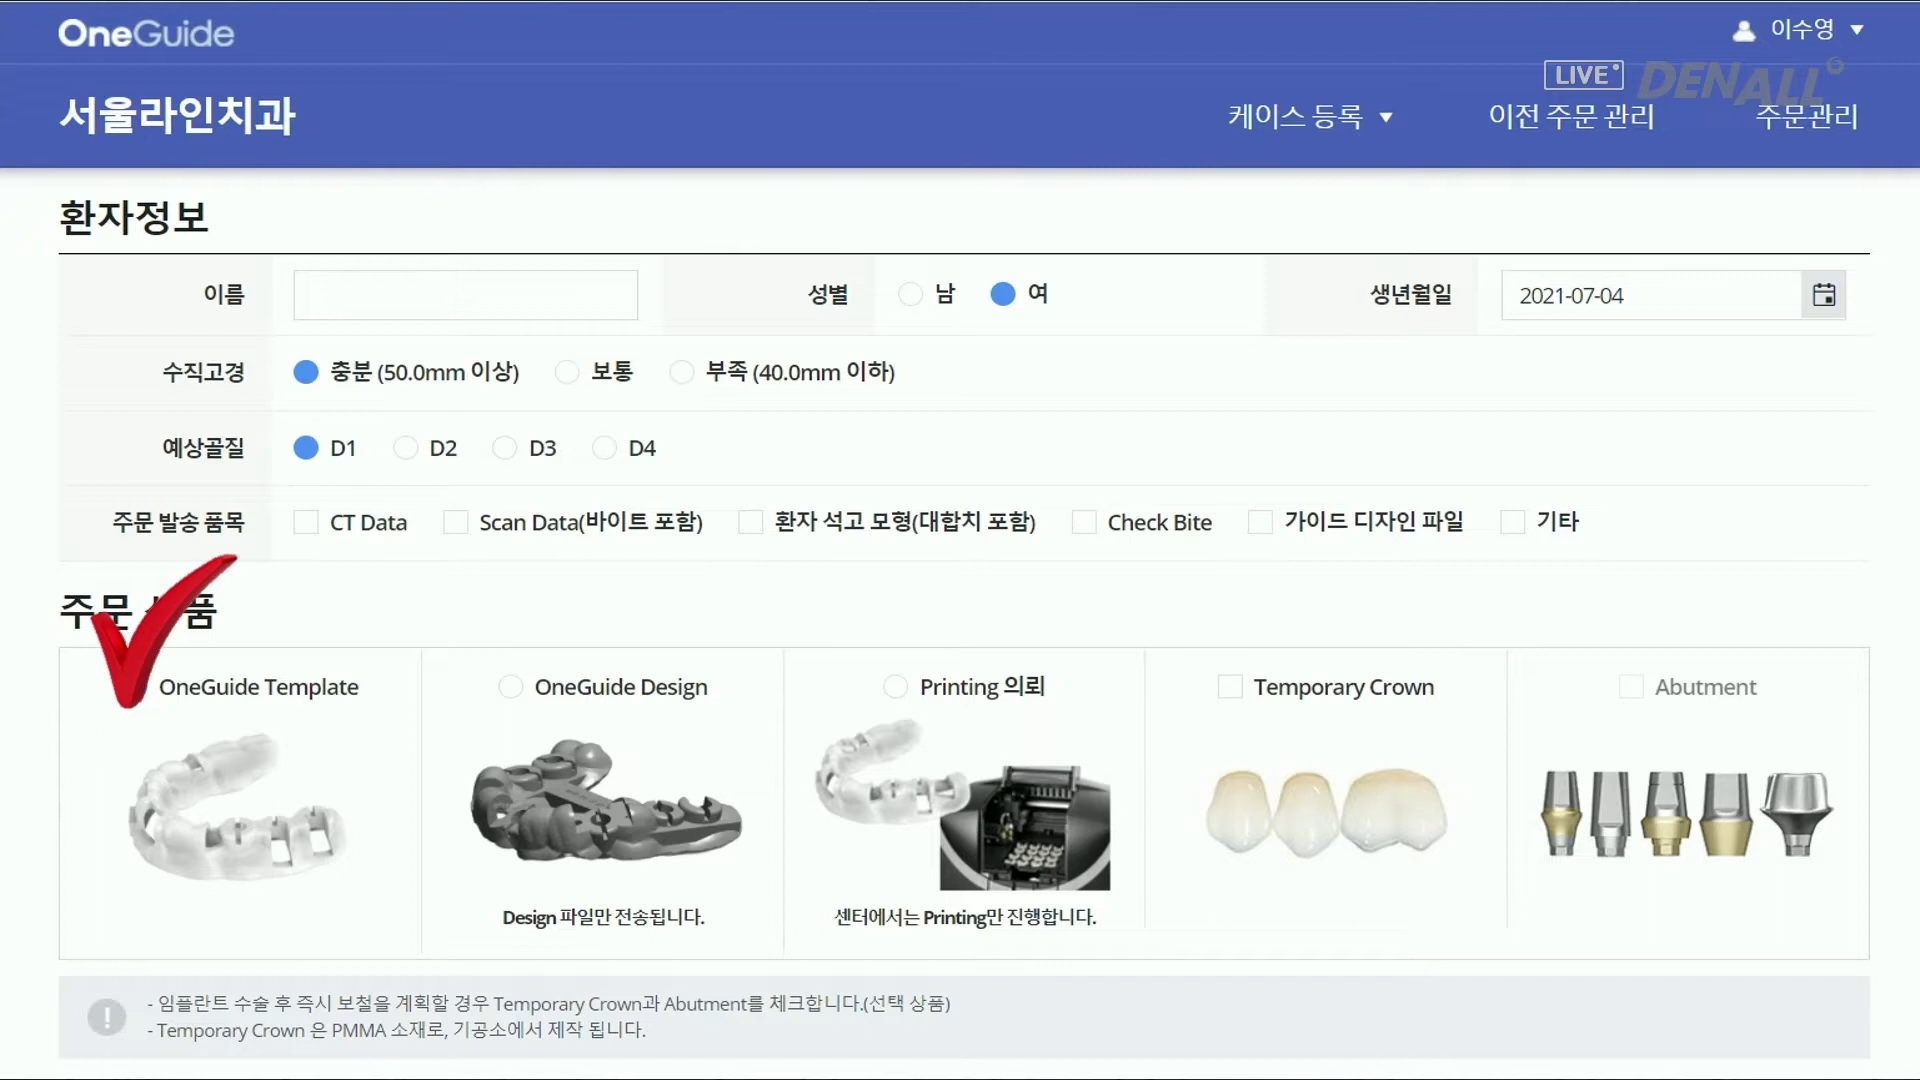 OneGuide
이수영
LIVE
DENALL
서울라인치과
케이스 등록
이전 주문 관리
주문관리
환자정보
이름
성별 남 여
생년월일 2021-07-04
수직고경 충분 (50.0mm 이상) 보통 부족 (40.0mm 이하)
예상골질 D1 D2 D3 D4
주문 발송 품목 CT Data Scan Data(바이트 포함) 환자 석고 모형(대합치 포함) Check Bite 가이드 디자인 파일 기타
주문 상품
OneGuide Template
OneGuide Design
Printing 의뢰
Temporary Crown
Abutment
Design 파일만 전송됩니다.
센터에서는 Printing만 진행합니다.
- 임플란트 수술 후 즉시 보철을 계획할 경우 Temporary Crown과 Abutment를 체크합니다.(선택 상품)
- Temporary Crown 은 PMMA 소재로, 기공소에서 제작 됩니다.